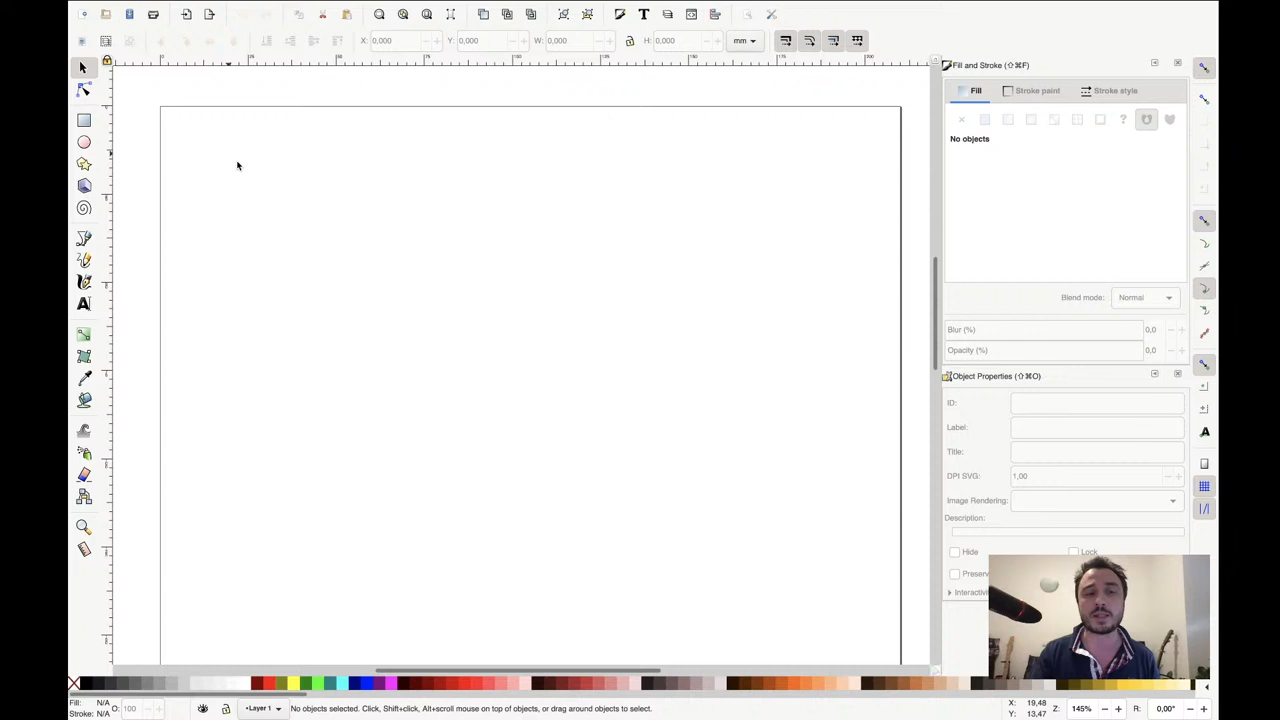 X: 0,000 Y: 0,000 W: 0,000 H: 0,000 mm
Fill and Stroke (⇧⌘F)
Fill Stroke paint Stroke style
?
No objects
Blend mode: Normal
Blur (%) 0,0
Opacity (%) 0,0
Object Properties (⇧⌘O)
ID:
Label:
Title:
DPI SVG: 1,00
Image Rendering:
Description:
Hide Lock
Preserv
Interactivi
Fill: N/A
Stroke: N/A
O: 100
•Layer 1
No objects selected. Click, Shift+click, Alt+scroll mouse on top of objects, or drag around objects to select.
X: 19,48
Y: 13,47
Z: 145%
R: 0,00°